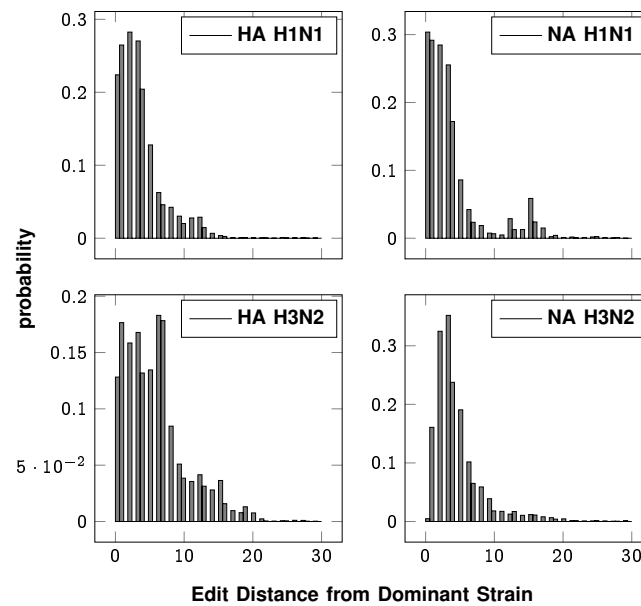 0.3
0.2
0.1
0
HA H1N1
0.3
0.2
0.1
0
NA H1N1
probability
0.2
0.15
0.1
5 · 10⁻²
0
0 10 20 30
HA H3N2
0.3
0.2
0.1
0
0 10 20 30
NA H3N2
Edit Distance from Dominant Strain